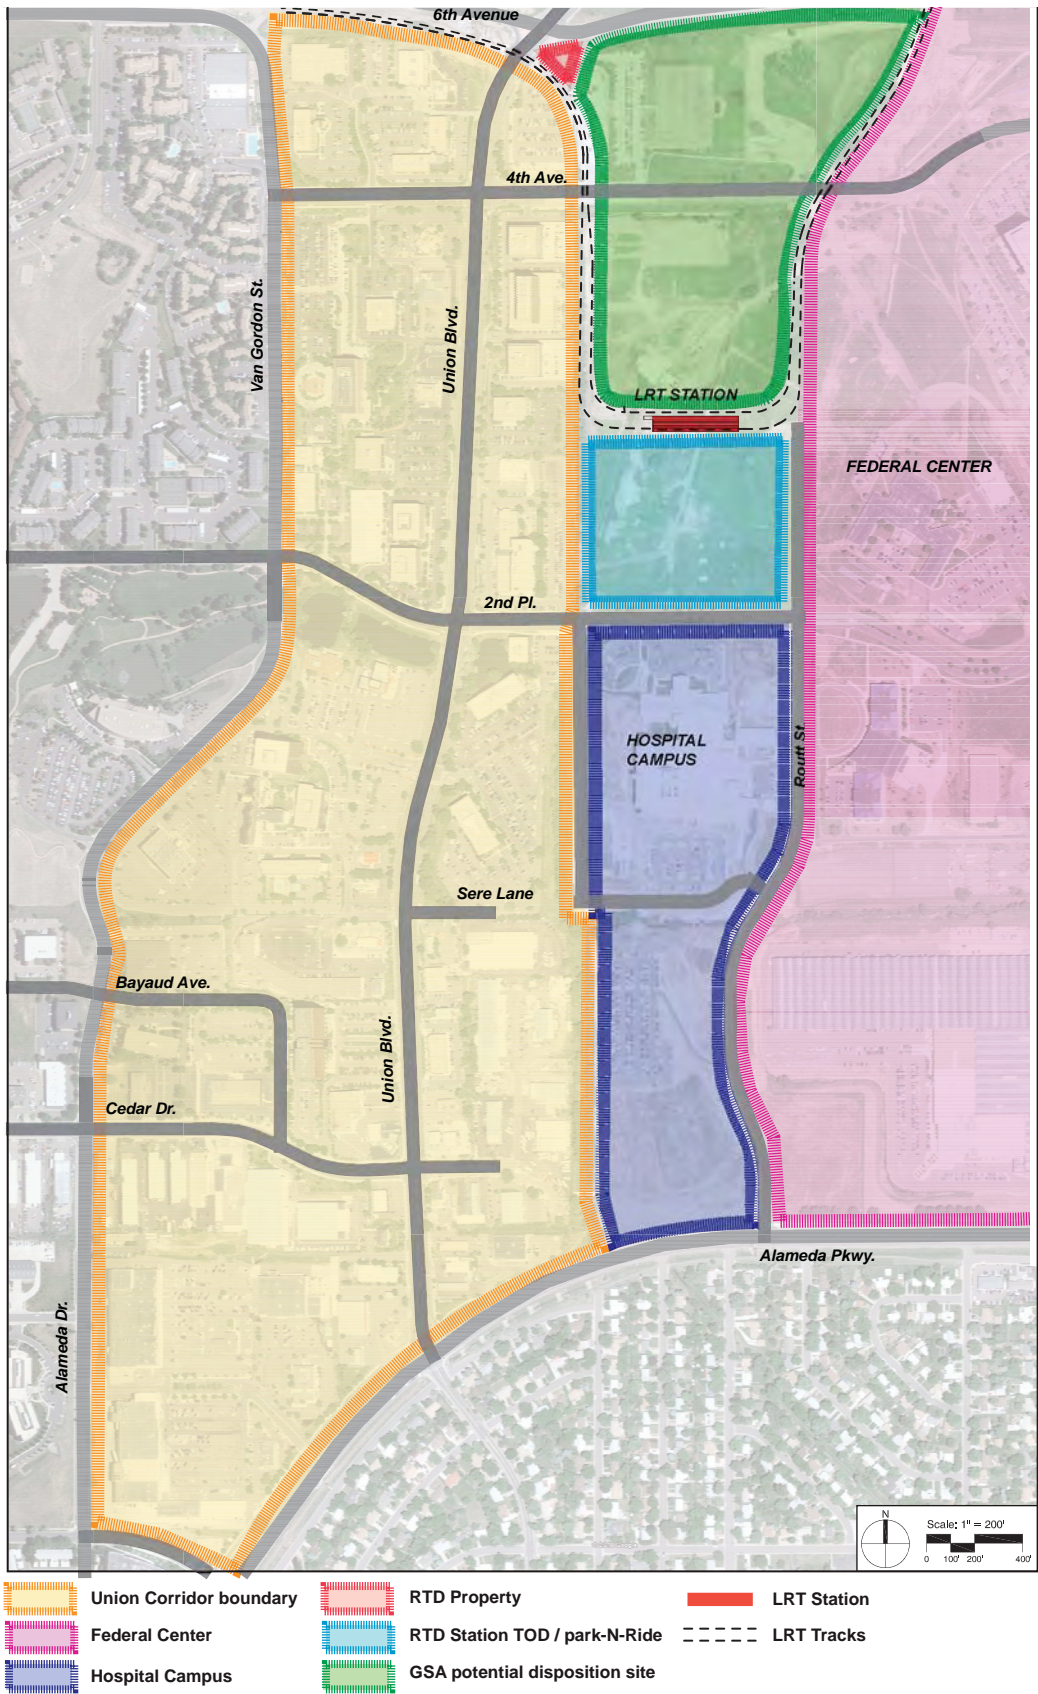 6th Avenue
4th Ave.
Van Gordon St.
Union Blvd.
LRT STATION
FEDERAL CENTER
2nd Pl.
HOSPITAL
CAMPUS
Routt St.
Sere Lane
Bayaud Ave.
Union Blvd.
Cedar Dr.
Alameda Pkwy.
Alameda Dr.
N
Scale: 1" = 200'
0 100' 200' 400'
Union Corridor boundary
RTD Property
LRT Station
Federal Center
RTD Station TOD / park-N-Ride
LRT Tracks
Hospital Campus
GSA potential disposition site